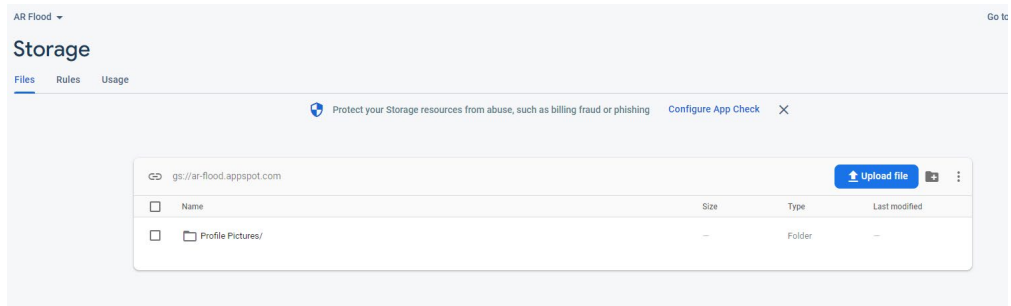 AR Flood
Go to
Storage
Files Rules Usage
Protect your Storage resources from abuse, such as billing fraud or phishing Configure App Check
gs://ar-flood.appspot.com Upload file
Name Size Type Last modified
Profile Pictures/ — Folder —